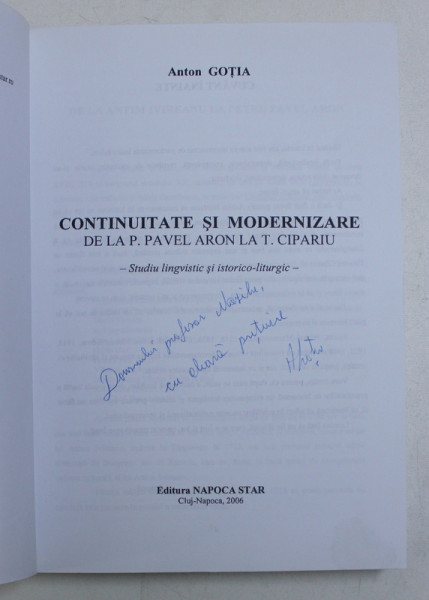 Anton GOȚIA
CONTINUITATE ȘI MODERNIZARE
DE LA P. PAVEL ARON LA T. CIPARIU
– Studiu lingvistic și istorico-liturgic –
Domnului profesor
cu aleasă prețuire
Editura NAPOCA STAR
Cluj-Napoca, 2006